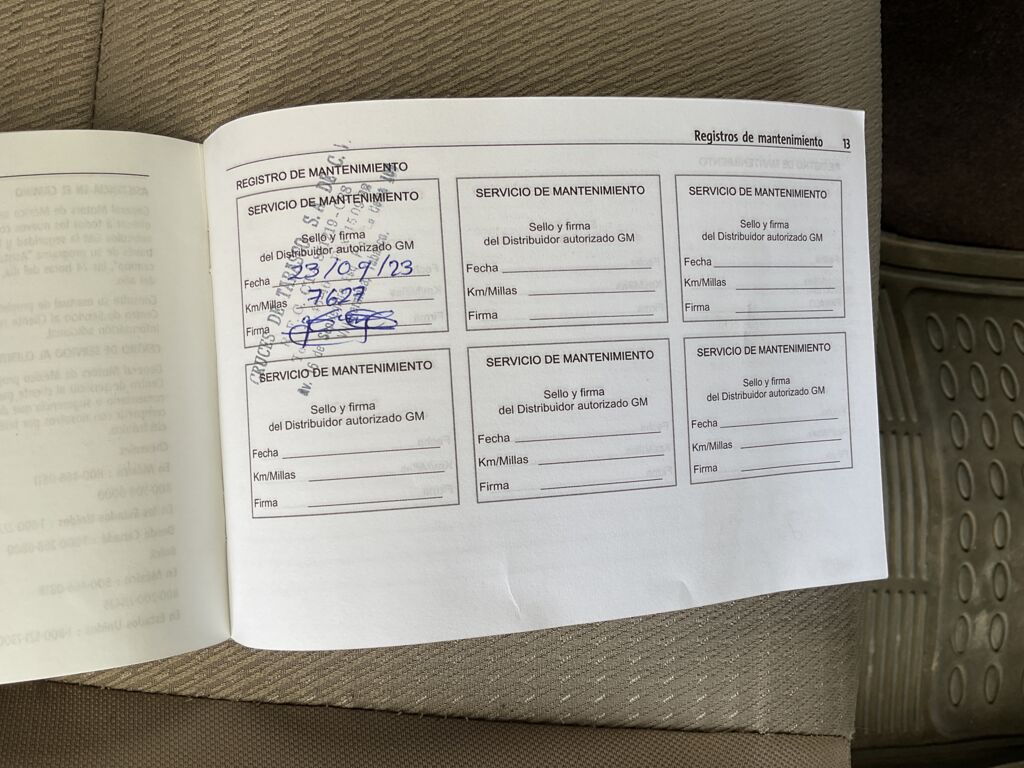 Registros de mantenimiento 13
REGISTRO DE MANTENIMIENTO
SERVICIO DE MANTENIMIENTO
Sello y firma
del Distribuidor autorizado GM
Fecha 23/09/23
Km/Millas 7627
Firma
SERVICIO DE MANTENIMIENTO
Sello y firma
del Distribuidor autorizado GM
Fecha
Km/Millas
Firma
SERVICIO DE MANTENIMIENTO
Sello y firma
del Distribuidor autorizado GM
Fecha
Km/Millas
Firma
SERVICIO DE MANTENIMIENTO
Sello y firma
del Distribuidor autorizado GM
Fecha
Km/Millas
Firma
SERVICIO DE MANTENIMIENTO
Sello y firma
del Distribuidor autorizado GM
Fecha
Km/Millas
Firma
SERVICIO DE MANTENIMIENTO
Sello y firma
del Distribuidor autorizado GM
Fecha
Km/Millas
Firma